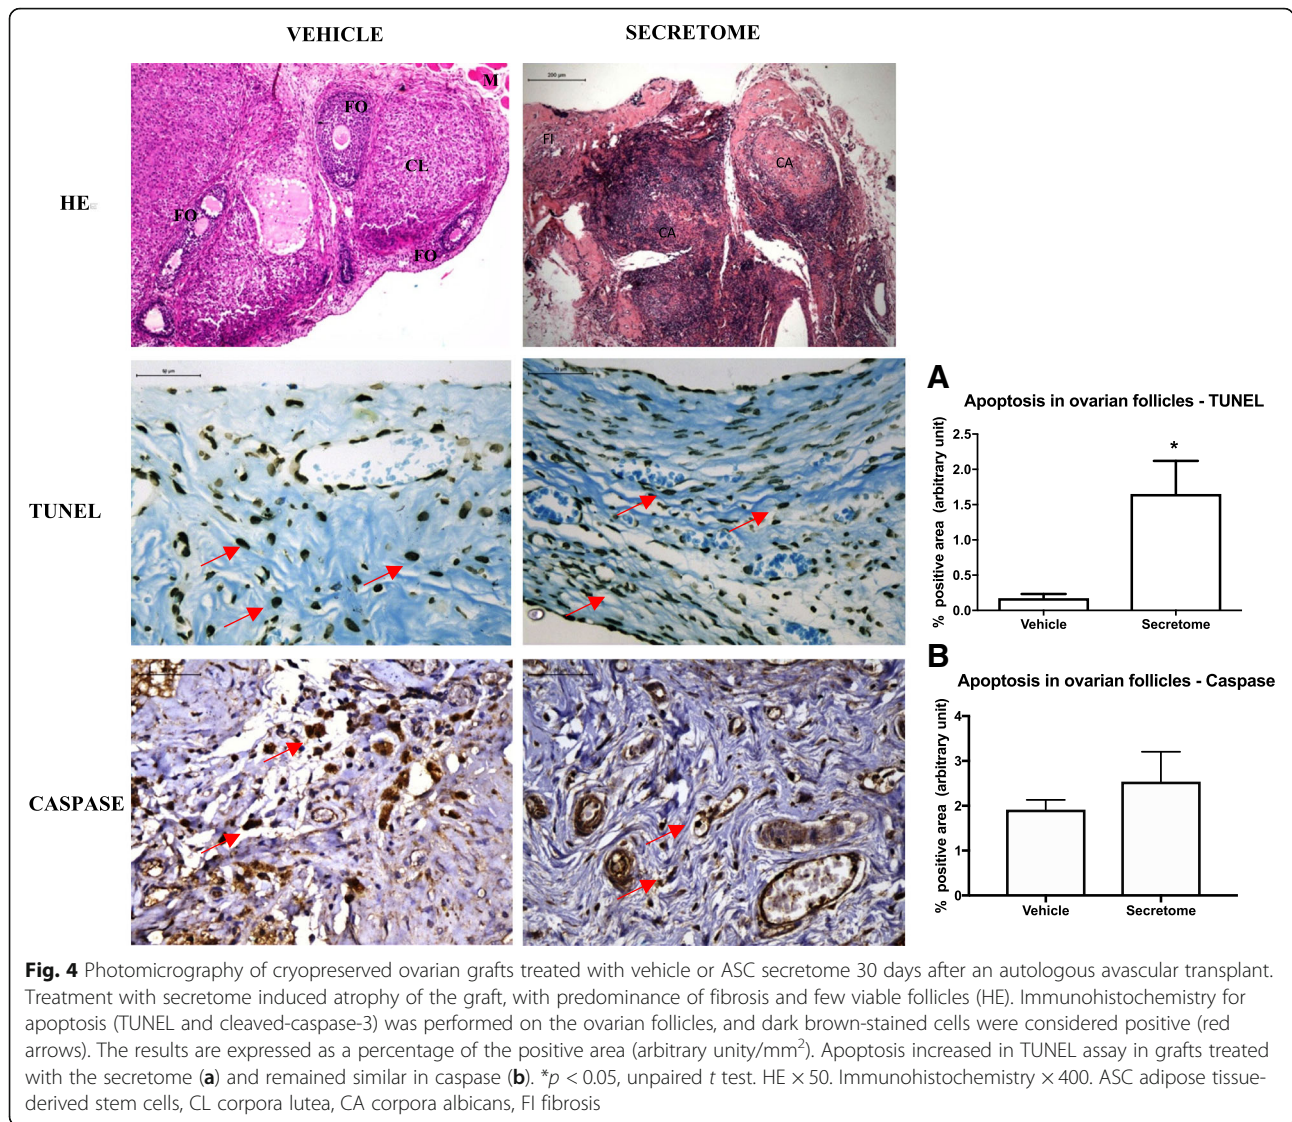 VEHICLE
SECRETOME
HE
M
FO
CL
FO
FO
200 µm
FI
CA
CA
TUNEL
A
Apoptosis in ovarian follicles - TUNEL
% positive area (arbitrary unit)
2.5
2.0
1.5
1.0
0.5
0.0
*
Vehicle
Secretome
CASPASE
B
Apoptosis in ovarian follicles - Caspase
% positive area (arbitrary unit)
4
3
2
1
0
Vehicle
Secretome
Fig. 4 Photomicrography of cryopreserved ovarian grafts treated with vehicle or ASC secretome 30 days after an autologous avascular transplant.
Treatment with secretome induced atrophy of the graft, with predominance of fibrosis and few viable follicles (HE). Immunohistochemistry for
apoptosis (TUNEL and cleaved-caspase-3) was performed on the ovarian follicles, and dark brown-stained cells were considered positive (red
arrows). The results are expressed as a percentage of the positive area (arbitrary unity/mm²). Apoptosis increased in TUNEL assay in grafts treated
with the secretome (a) and remained similar in caspase (b). *p < 0.05, unpaired t test. HE × 50. Immunohistochemistry × 400. ASC adipose tissue-
derived stem cells, CL corpora lutea, CA corpora albicans, FI fibrosis